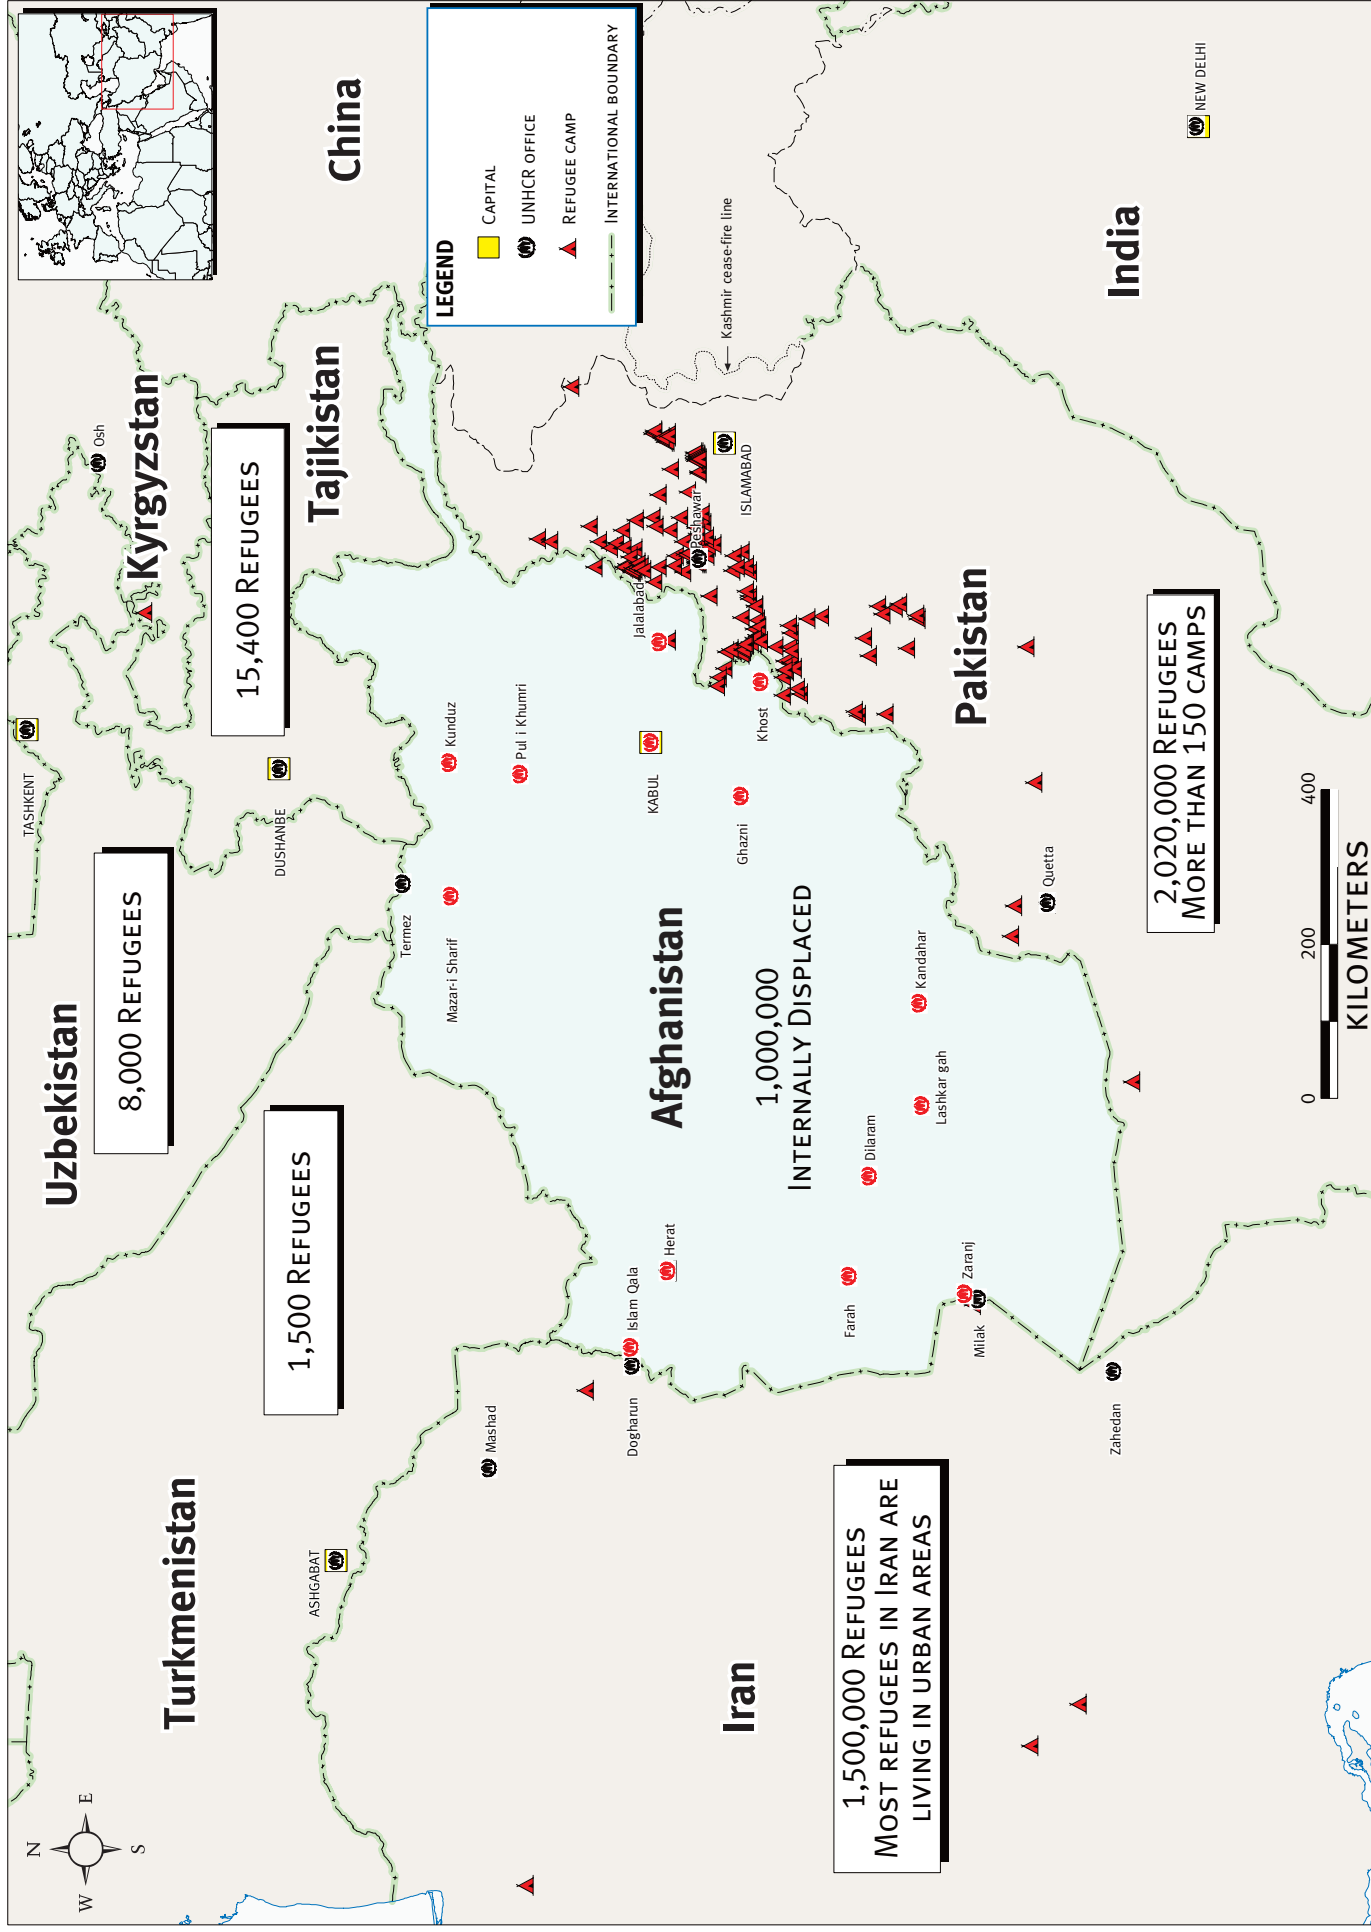 N
W
E
S
Uzbekistan
TASHKENT
Osh
Kyrgyzstan
8,000 REFUGEES
15,400 REFUGEES
Tajikistan
China
DUSHANBE
Turkmenistan
1,500 REFUGEES
ASHGABAT
LEGEND
CAPITAL
UNHCR OFFICE
REFUGEE CAMP
INTERNATIONAL BOUNDARY
Termez
Mazar-i Sharif
Kunduz
Pul i Khumri
Mashad
Dogharun
Islam Qala
Herat
Afghanistan
KABUL
Jalalabad
Peshawar
ISLAMABAD
Kashmir cease-fire line
Ghazni
Khost
1,000,000
INTERNALLY DISPLACED
Iran
Farah
Dilaram
Kandahar
Lashkar gah
Zaranj
Milak
Zahedan
Quetta
Pakistan
India
NEW DELHI
1,500,000 REFUGEES
MOST REFUGEES IN IRAN ARE
LIVING IN URBAN AREAS
2,020,000 REFUGEES
MORE THAN 150 CAMPS
0 200 400
KILOMETERS